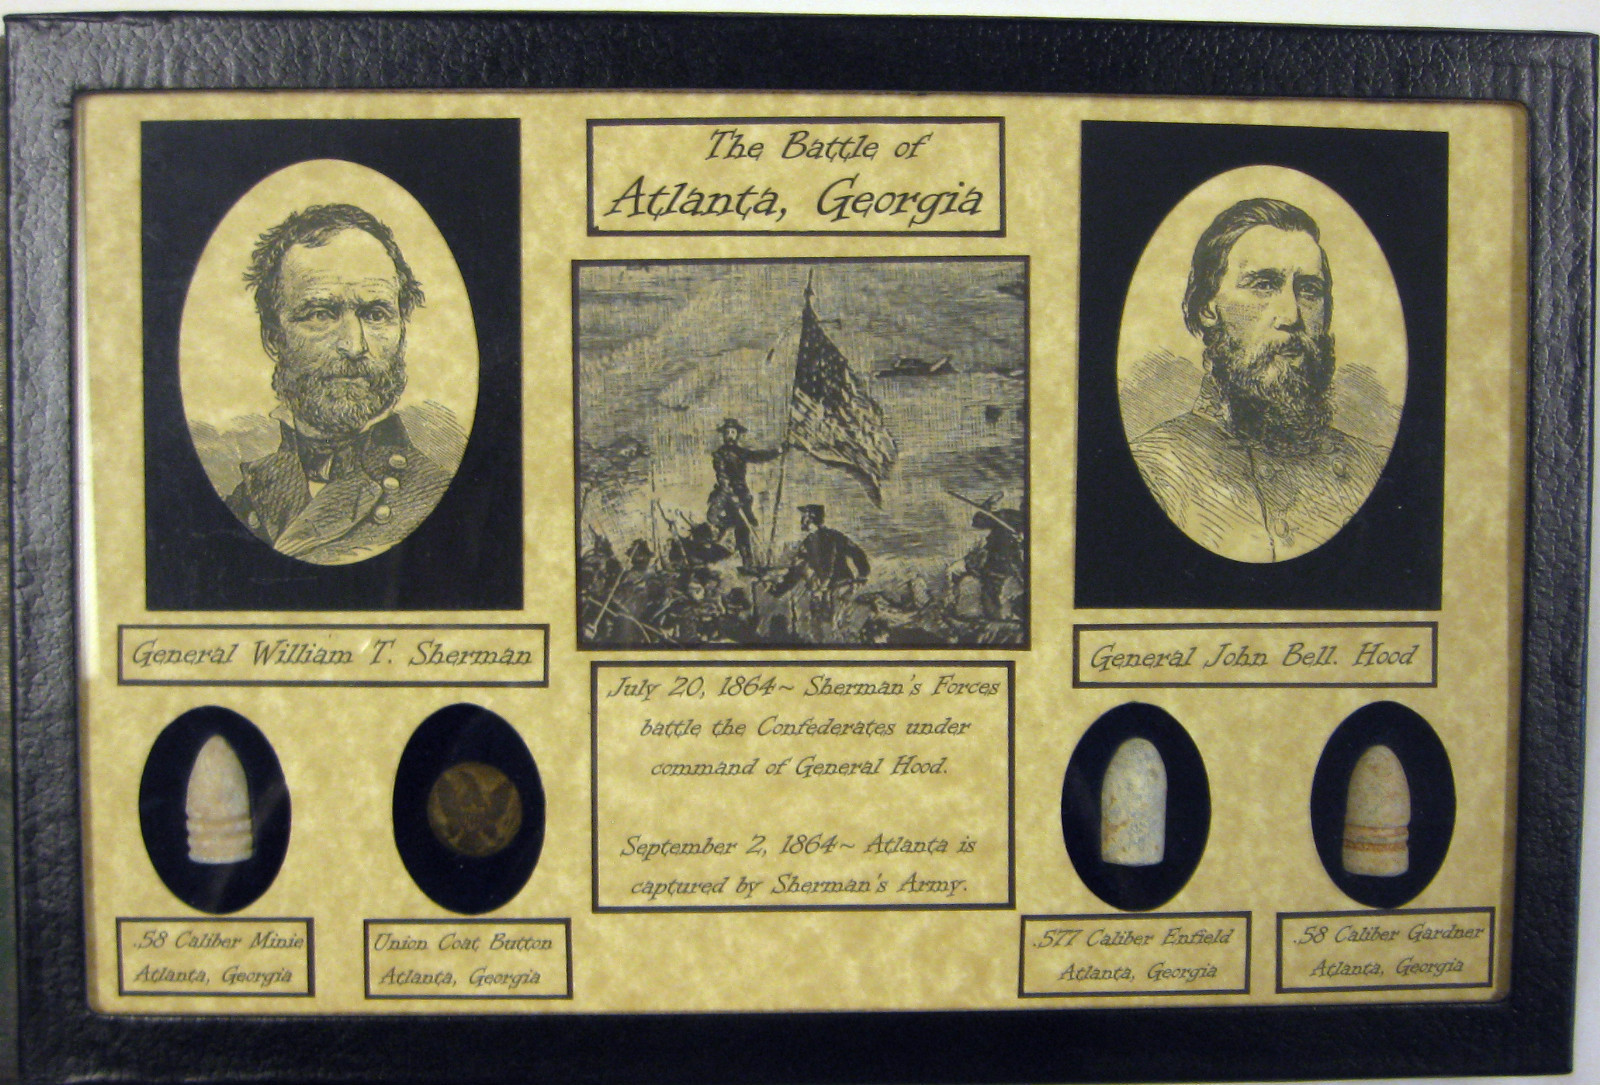 The Battle of
Atlanta, Georgia
General William T. Sherman
General John Bell. Hood
July 20, 1864~ Sherman's Forces
battle the Confederates under
command of General Hood.
September 2, 1864~ Atlanta is
captured by Sherman's Army.
.58 Caliber Minie
Atlanta, Georgia
Union Coat Button
Atlanta, Georgia
.577 Caliber Enfield
Atlanta, Georgia
.58 Caliber Gardner
Atlanta, Georgia